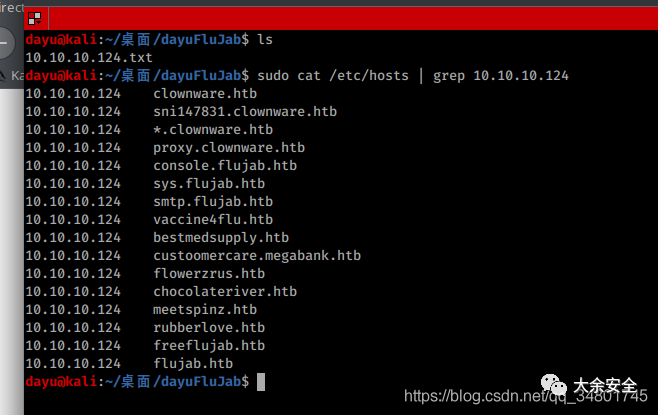 irect
dayu@kali:~/桌面/dayuFluJab$ ls
10.10.10.124.txt
dayu@kali:~/桌面/dayuFluJab$ sudo cat /etc/hosts | grep 10.10.10.124
10.10.10.124    clownware.htb
10.10.10.124    sni147831.clownware.htb
10.10.10.124    *.clownware.htb
10.10.10.124    proxy.clownware.htb
10.10.10.124    console.flujab.htb
10.10.10.124    sys.flujab.htb
10.10.10.124    smtp.flujab.htb
10.10.10.124    vaccine4flu.htb
10.10.10.124    bestmedsupply.htb
10.10.10.124    custoomercare.megabank.htb
10.10.10.124    flowerzrus.htb
10.10.10.124    chocolateriver.htb
10.10.10.124    meetspinz.htb
10.10.10.124    rubberlove.htb
10.10.10.124    freeflujab.htb
10.10.10.124    flujab.htb
dayu@kali:~/桌面/dayuFluJab$
Ka
大余安全
https://blog.csdn.net/qq_34801745